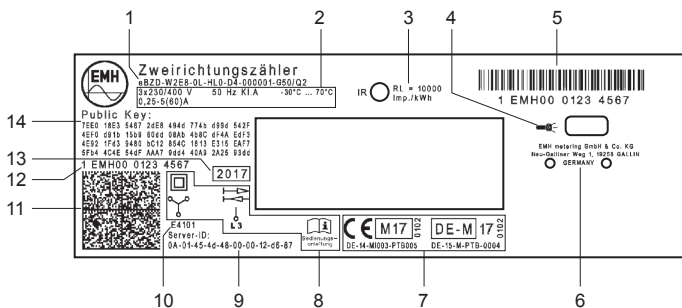 1 2 3 4 5
EMH
Zweirichtungszähler
eBZD-W2E8-0L-HL0-D4-000001-G50/Q2
3x230/400 V 50 Hz Kl.A -30°C ... 70°C
0,25-5(60)A
IR RL = 10000
Imp./kWh
1 EMH00 0123 4567
Public Key:
14
7EE0 18E3 5467 2dE8 494d 774b d99d 542F
4EF0 d91b 15b9 80dd 08Ab 4b8C dF4A EdF3
4E92 1Fd3 9480 bC12 854C 1813 E315 EAF7
5Fb4 4C4E 54dF AAA7 9dd4 40A9 2A25 93dd
EMH metering GmbH & Co. KG
Neu-Galliner Weg 1, 19258 GALLIN
GERMANY
13
1 EMH00 0123 4567
2017
12
11
L3
E4101
Server-ID:
0A-01-45-4d-48-00-00-12-d6-87
Bedienungs-
anleitung
CE M17 0102
DE-M 17 0102
DE-14-MI003-PTB005
DE-15-M-PTB-0004
10 9 8 7 6